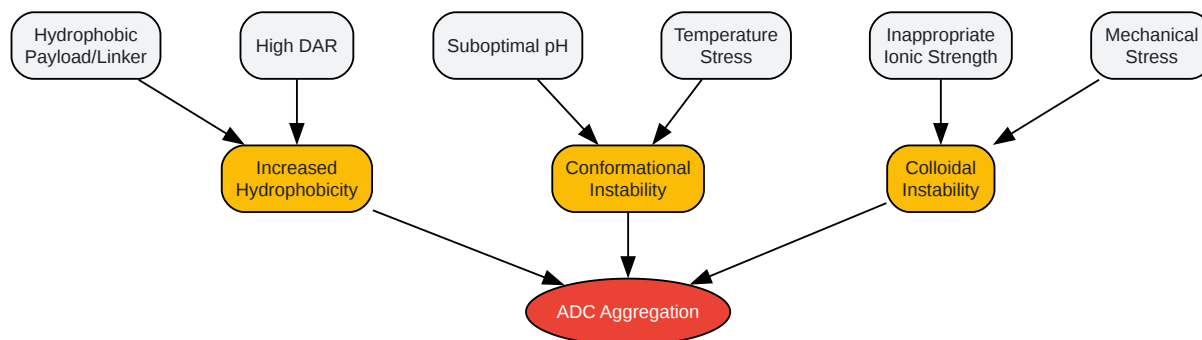 Hydrophobic
Payload/Linker
High DAR
Suboptimal pH
Temperature
Stress
Inappropriate
Ionic Strength
Mechanical
Stress
Increased
Hydrophobicity
Conformational
Instability
Colloidal
Instability
ADC Aggregation